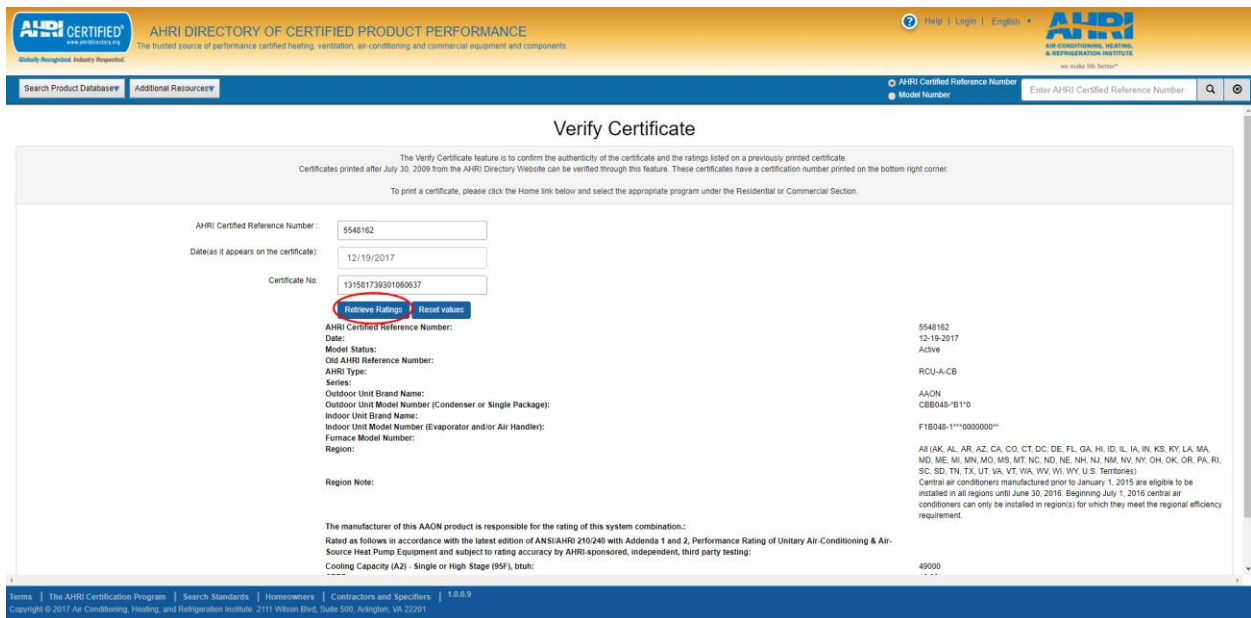 AHRI CERTIFIED®
www.ahridirectory.org
Globally Recognized. Industry Respected.
AHRI DIRECTORY OF CERTIFIED PRODUCT PERFORMANCE
The trusted source of performance certified heating, ventilation, air-conditioning and commercial equipment and components.
Help | Login | English
AHRI
AIR-CONDITIONING, HEATING,
& REFRIGERATION INSTITUTE
we make life better®
Search Product Database
Additional Resources
AHRI Certified Reference Number
Model Number
Enter AHRI Certified Reference Number
Verify Certificate
The Verify Certificate feature is to confirm the authenticity of the certificate and the ratings listed on a previously printed certificate.
Certificates printed after July 30, 2009 from the AHRI Directory Website can be verified through this feature. These certificates have a certification number printed on the bottom right corner.
To print a certificate, please click the Home link below and select the appropriate program under the Residential or Commercial Section.
AHRI Certified Reference Number : 5548162
Date(as it appears on the certificate): 12/19/2017
Certificate No: 131581739301060637
Retrieve Ratings Reset values
AHRI Certified Reference Number: 5548162
Date: 12-19-2017
Model Status: Active
Old AHRI Reference Number:
AHRI Type: RCU-A-CB
Series:
Outdoor Unit Brand Name: AAON
Outdoor Unit Model Number (Condenser or Single Package): CBB048-*B1*0
Indoor Unit Brand Name:
Indoor Unit Model Number (Evaporator and/or Air Handler): F1B048-1***0000000**
Furnace Model Number:
Region: All (AK, AL, AR, AZ, CA, CO, CT, DC, DE, FL, GA, HI, ID, IL, IA, IN, KS, KY, LA, MA,
MD, ME, MI, MN, MO, MS, MT, NC, ND, NE, NH, NJ, NM, NV, NY, OH, OK, OR, PA, RI,
SC, SD, TN, TX, UT, VA, VT, WA, WV, WI, WY, U.S. Territories)
Region Note: Central air conditioners manufactured prior to January 1, 2015 are eligible to be
installed in all regions until June 30, 2016. Beginning July 1, 2016 central air
conditioners can only be installed in region(s) for which they meet the regional efficiency
requirement.
The manufacturer of this AAON product is responsible for the rating of this system combination.:
Rated as follows in accordance with the latest edition of ANSI/AHRI 210/240 with Addenda 1 and 2, Performance Rating of Unitary Air-Conditioning & Air-
Source Heat Pump Equipment and subject to rating accuracy by AHRI-sponsored, independent, third party testing:
Cooling Capacity (A2) - Single or High Stage (95F), btuh: 49000
Terms | The AHRI Certification Program | Search Standards | Homeowners | Contractors and Specifiers | 1.0.0.9
Copyright © 2017 Air Conditioning, Heating, and Refrigeration Institute. 2111 Wilson Blvd, Suite 500, Arlington, VA 22201